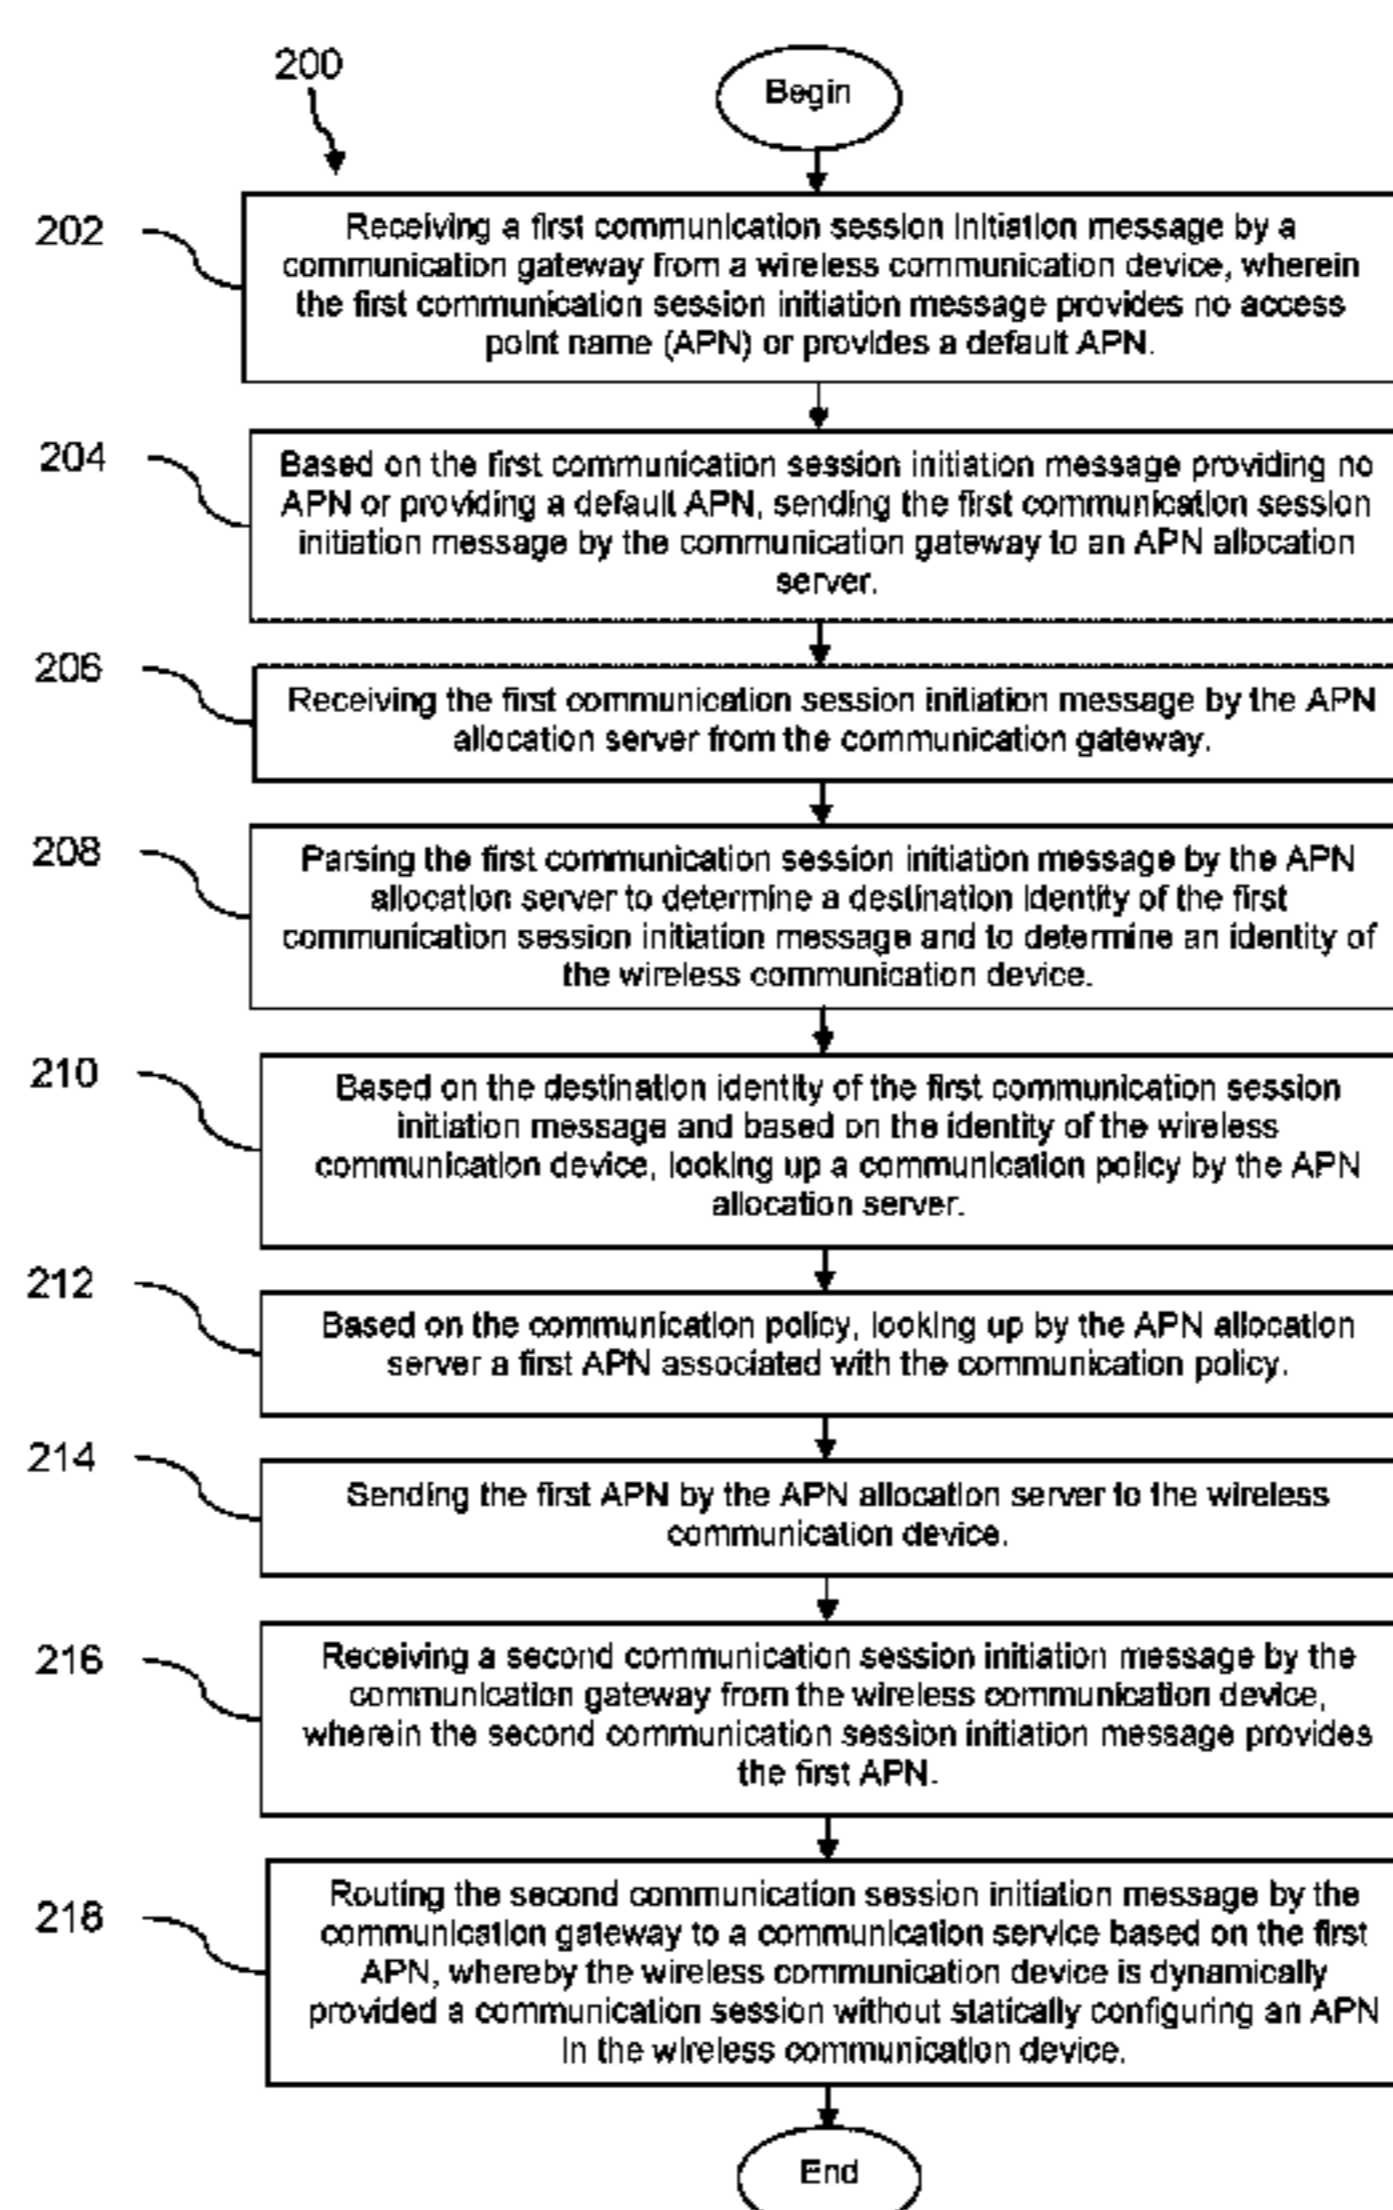 200
Begin
202
Receiving a first communication session initiation message by a
communication gateway from a wireless communication device, wherein
the first communication session initiation message provides no access
point name (APN) or provides a default APN.
204
Based on the first communication session initiation message providing no
APN or providing a default APN, sending the first communication session
initiation message by the communication gateway to an APN allocation
server.
206
Receiving the first communication session initiation message by the APN
allocation server from the communication gateway.
208
Parsing the first communication session initiation message by the APN
allocation server to determine a destination identity of the first
communication session initiation message and to determine an identity of
the wireless communication device.
210
Based on the destination identity of the first communication session
initiation message and based on the identity of the wireless
communication device, looking up a communication policy by the APN
allocation server.
212
Based on the communication policy, looking up by the APN allocation
server a first APN associated with the communication policy.
214
Sending the first APN by the APN allocation server to the wireless
communication device.
216
Receiving a second communication session initiation message by the
communication gateway from the wireless communication device,
wherein the second communication session initiation message provides
the first APN.
218
Routing the second communication session initiation message by the
communication gateway to a communication service based on the first
APN, whereby the wireless communication device is dynamically
provided a communication session without statically configuring an APN
in the wireless communication device.
End